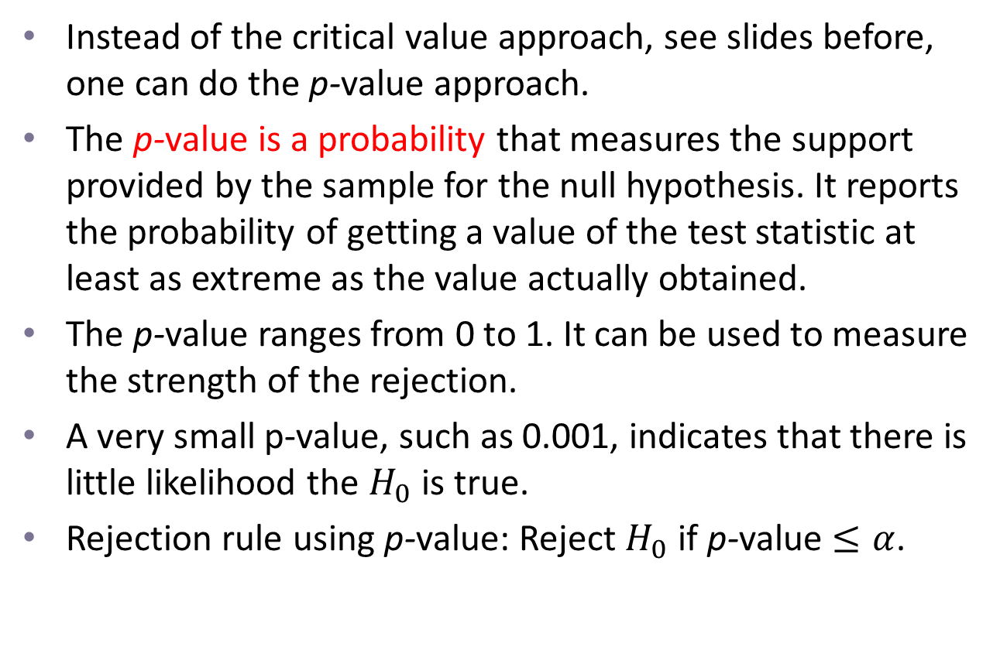 • Instead of the critical value approach, see slides before,
one can do the p-value approach.
• The p-value is a probability that measures the support
provided by the sample for the null hypothesis. It reports
the probability of getting a value of the test statistic at
least as extreme as the value actually obtained.
• The p-value ranges from 0 to 1. It can be used to measure
the strength of the rejection.
• A very small p-value, such as 0.001, indicates that there is
little likelihood the H₀ is true.
• Rejection rule using p-value: Reject H₀ if p-value ≤ α.